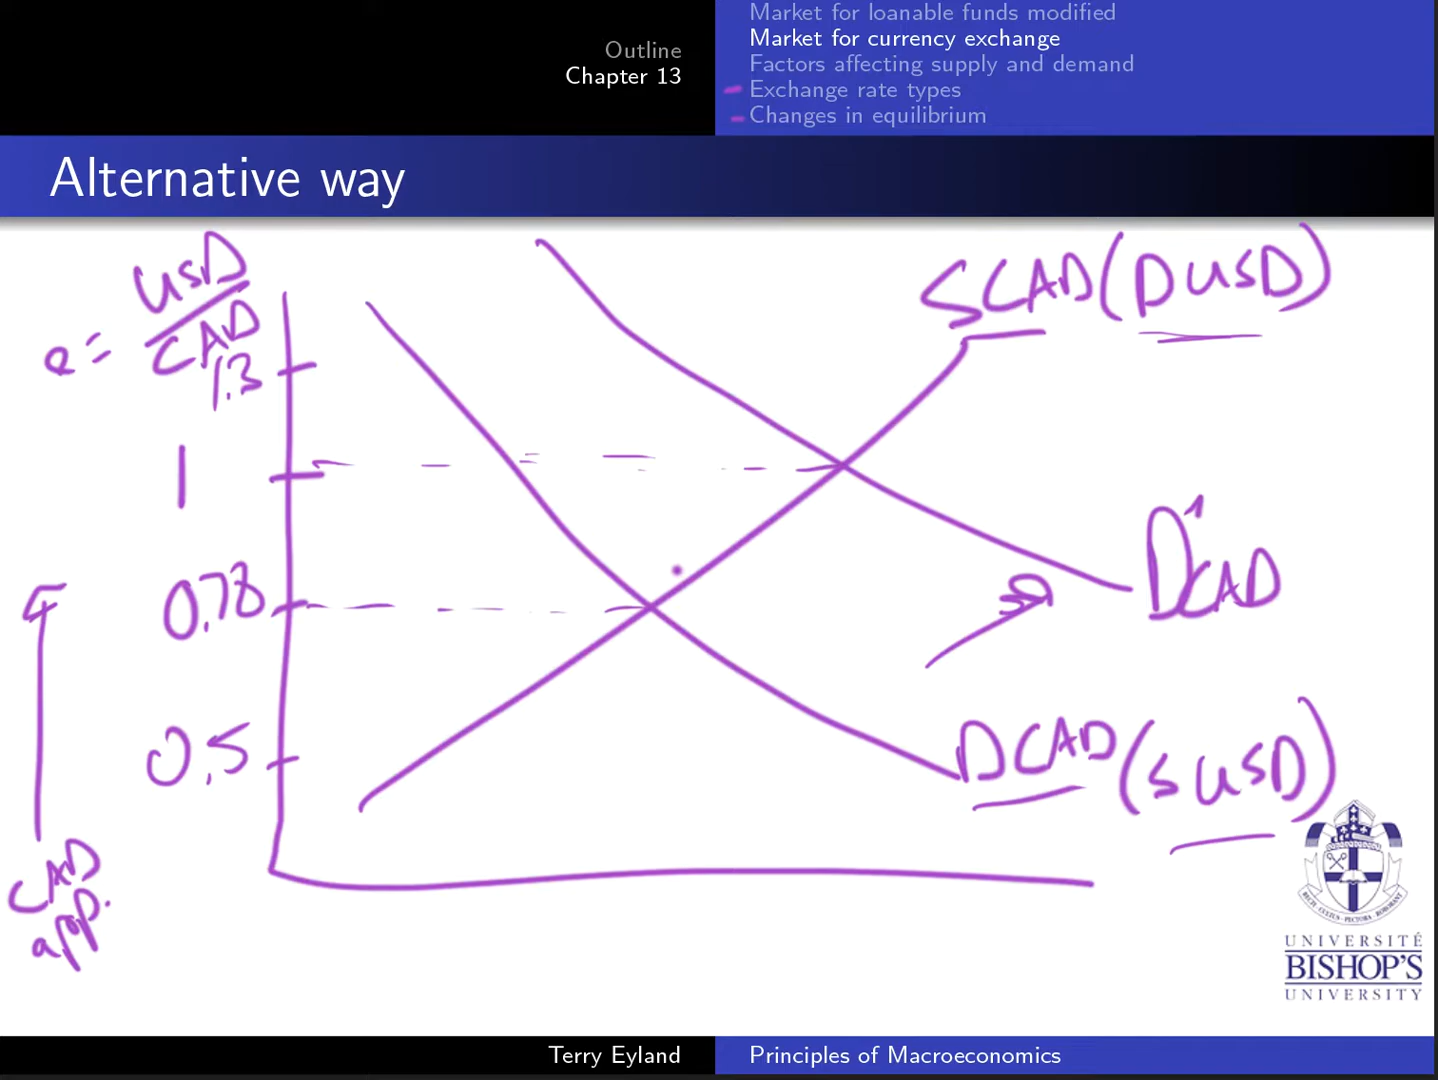 Outline
Chapter 13
Market for loanable funds modified
Market for currency exchange
Factors affecting supply and demand
Exchange rate types
Changes in equilibrium
Alternative way
e = USD/CAD
1.3
1
0.78
0.5
CAD
app.
SCAD(DUSD)
D'CAD
DCAD(SUSD)
UNIVERSITÉ
BISHOP'S
UNIVERSITY
Terry Eyland
Principles of Macroeconomics